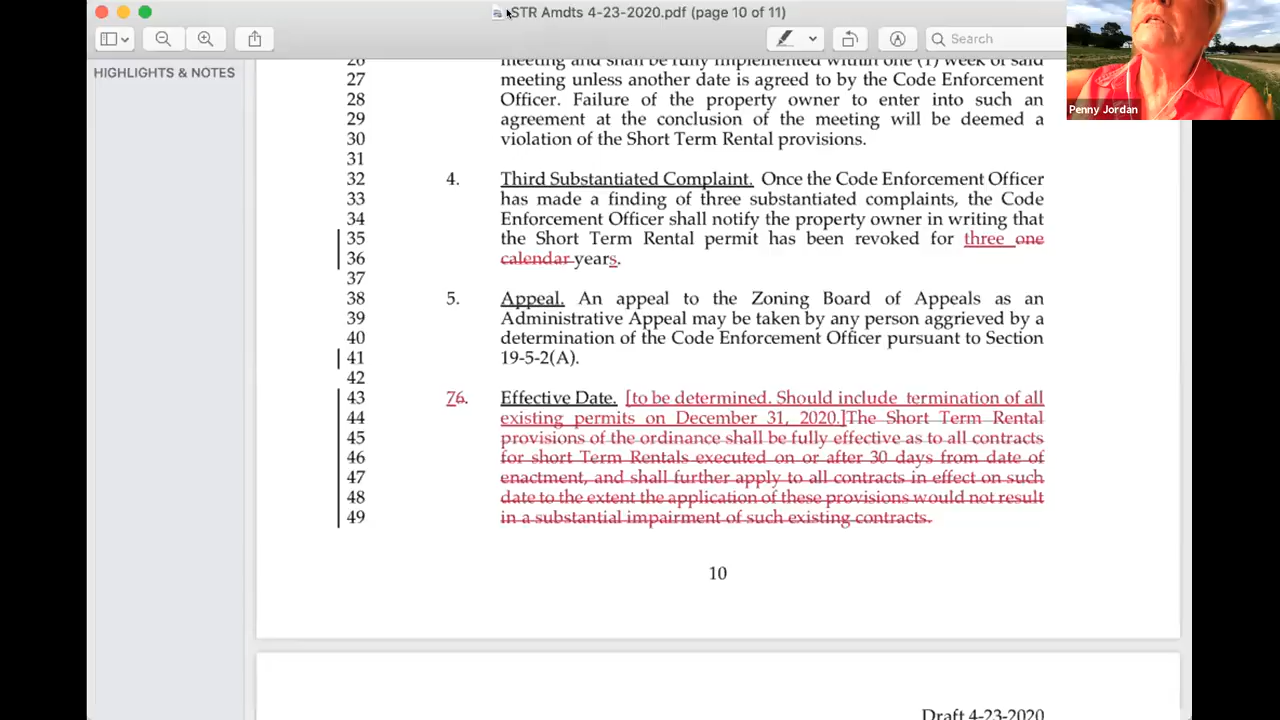 STR Amdts 4-23-2020.pdf (page 10 of 11)
Search
HIGHLIGHTS & NOTES
Penny Jordan
26 meeting and shall be fully implemented within one (1) week of said
27 meeting unless another date is agreed to by the Code Enforcement
28 Officer. Failure of the property owner to enter into such an
29 agreement at the conclusion of the meeting will be deemed a
30 violation of the Short Term Rental provisions.
31
32 4. Third Substantiated Complaint. Once the Code Enforcement Officer
33 has made a finding of three substantiated complaints, the Code
34 Enforcement Officer shall notify the property owner in writing that
35 the Short Term Rental permit has been revoked for three one
36 calendar years.
37
38 5. Appeal. An appeal to the Zoning Board of Appeals as an
39 Administrative Appeal may be taken by any person aggrieved by a
40 determination of the Code Enforcement Officer pursuant to Section
41 19-5-2(A).
42
43 76. Effective Date. [to be determined. Should include termination of all
44 existing permits on December 31, 2020.]The Short Term Rental
45 provisions of the ordinance shall be fully effective as to all contracts
46 for short Term Rentals executed on or after 30 days from date of
47 enactment, and shall further apply to all contracts in effect on such
48 date to the extent the application of these provisions would not result
49 in a substantial impairment of such existing contracts.
10
Draft 4-23-2020